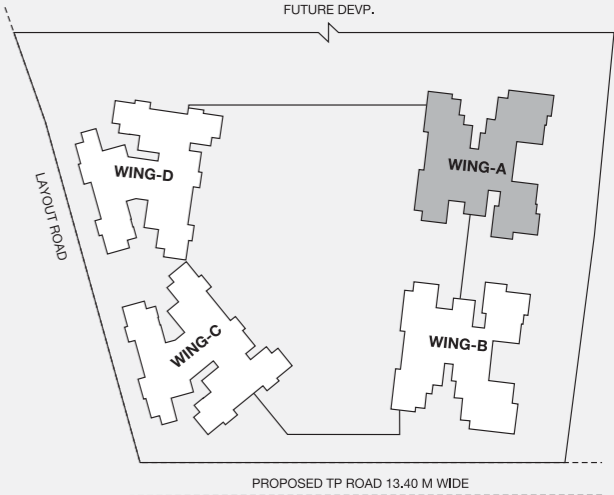 FUTURE DEVP.
WING-A
WING-D
LAYOUT ROAD
WING-C
WING-B
PROPOSED TP ROAD 13.40 M WIDE